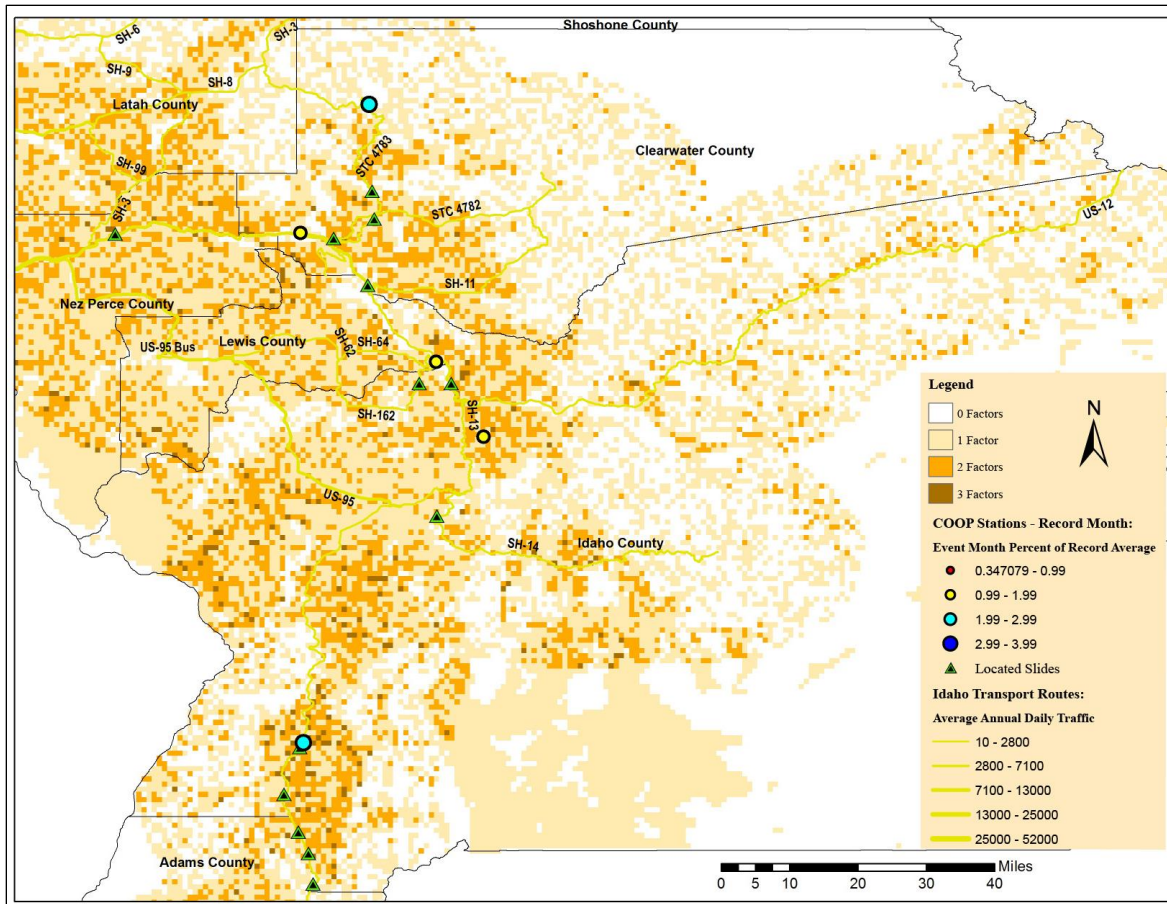 Shoshone County
SH-6
SH-3
SH-9
SH-8
Latah County
Clearwater County
SH-99
STC 4783
SH-3
STC 4782
US-12
SH-11
Nez Perce County
Lewis County
SH-62
SH-64
US-95 Bus
SH-162
SH-13
US-95
SH-14
Idaho County
Adams County
Legend
0 Factors
1 Factor
2 Factors
3 Factors
N
COOP Stations - Record Month:
Event Month Percent of Record Average
0.347079 - 0.99
0.99 - 1.99
1.99 - 2.99
2.99 - 3.99
Located Slides
Idaho Transport Routes:
Average Annual Daily Traffic
10 - 2800
2800 - 7100
7100 - 13000
13000 - 25000
25000 - 52000
Miles
0 5 10 20 30 40